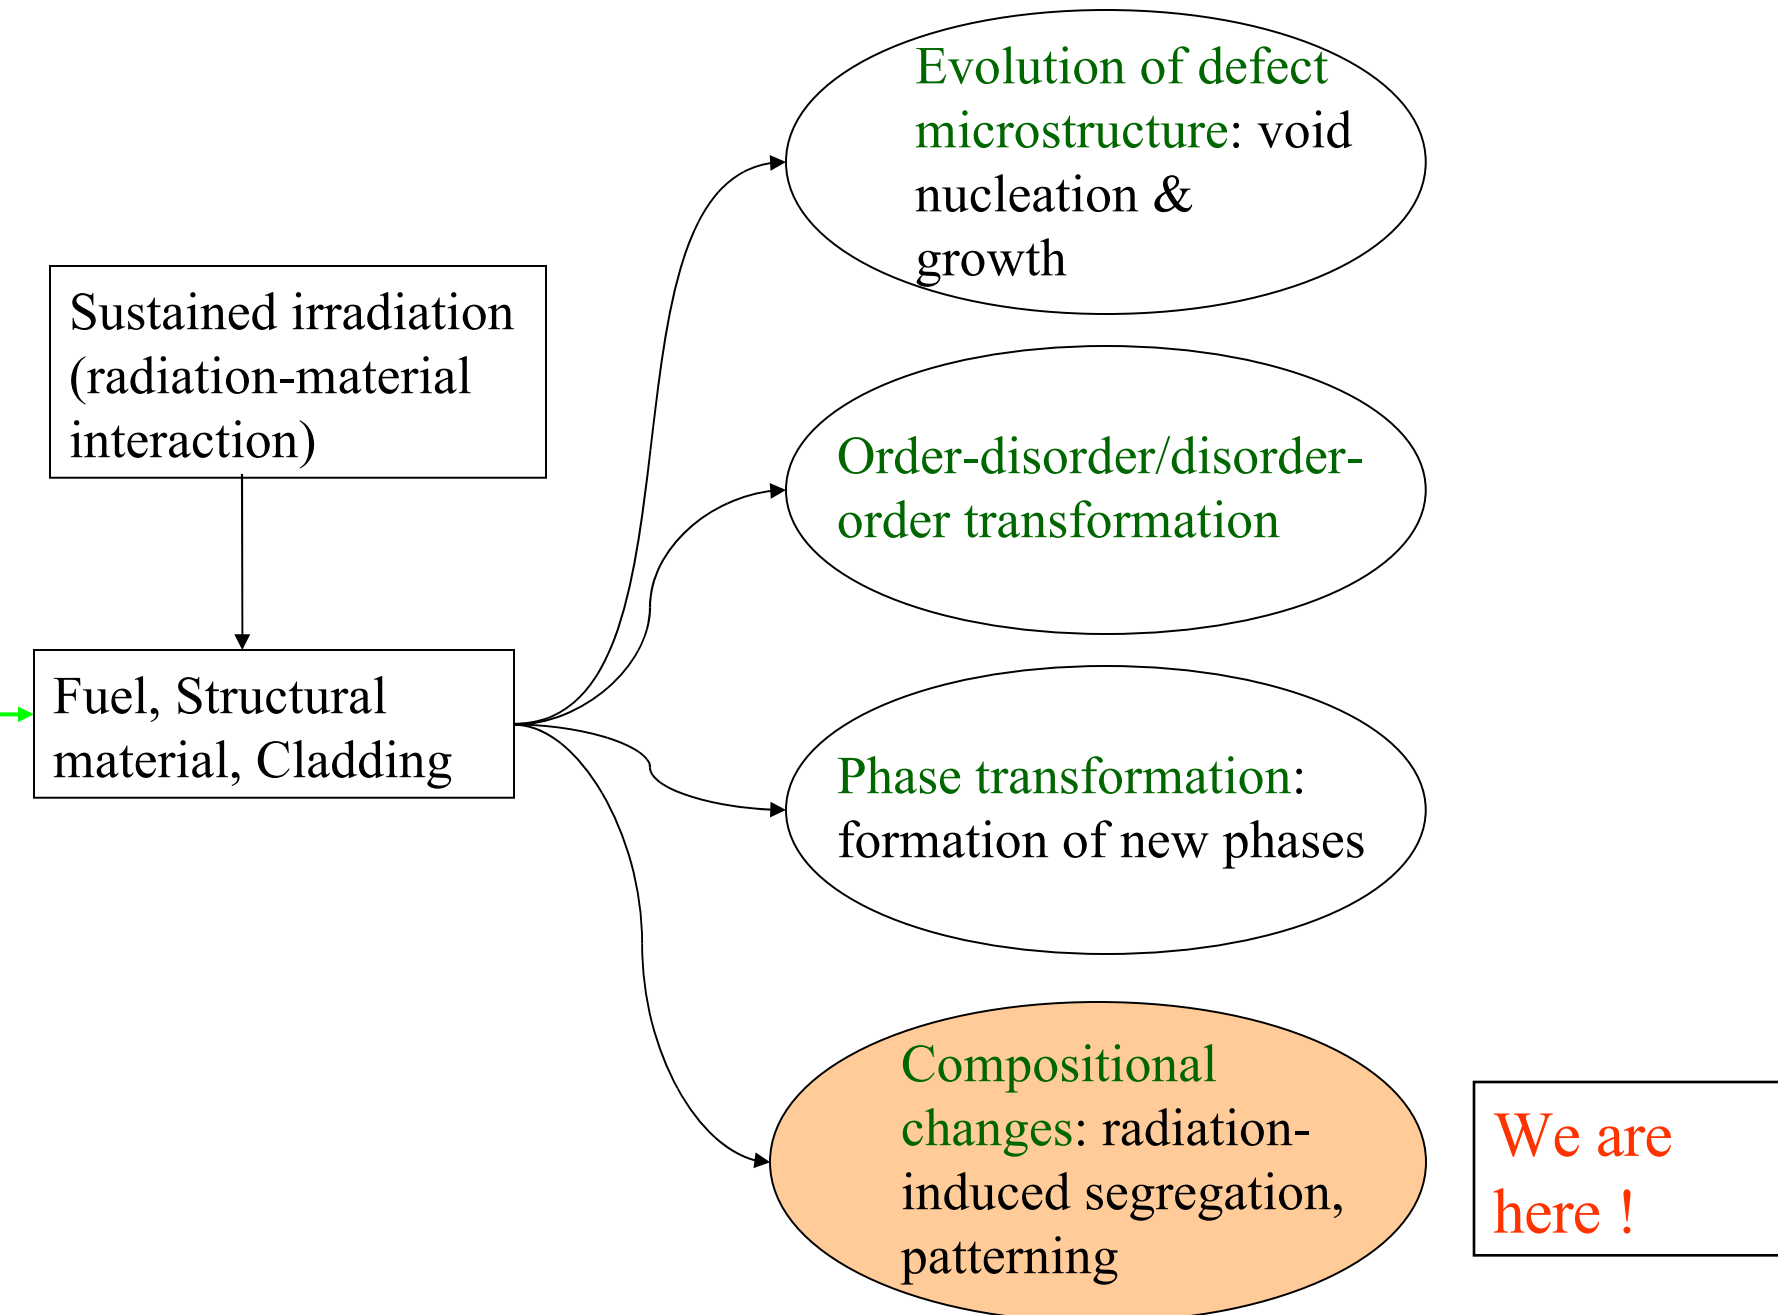 Evolution of defect
microstructure: void
nucleation &
growth
Sustained irradiation
(radiation-material
interaction)
Order-disorder/disorder-
order transformation
Fuel, Structural
material, Cladding
Phase transformation:
formation of new phases
Compositional
changes: radiation-
induced segregation,
patterning
We are
here !